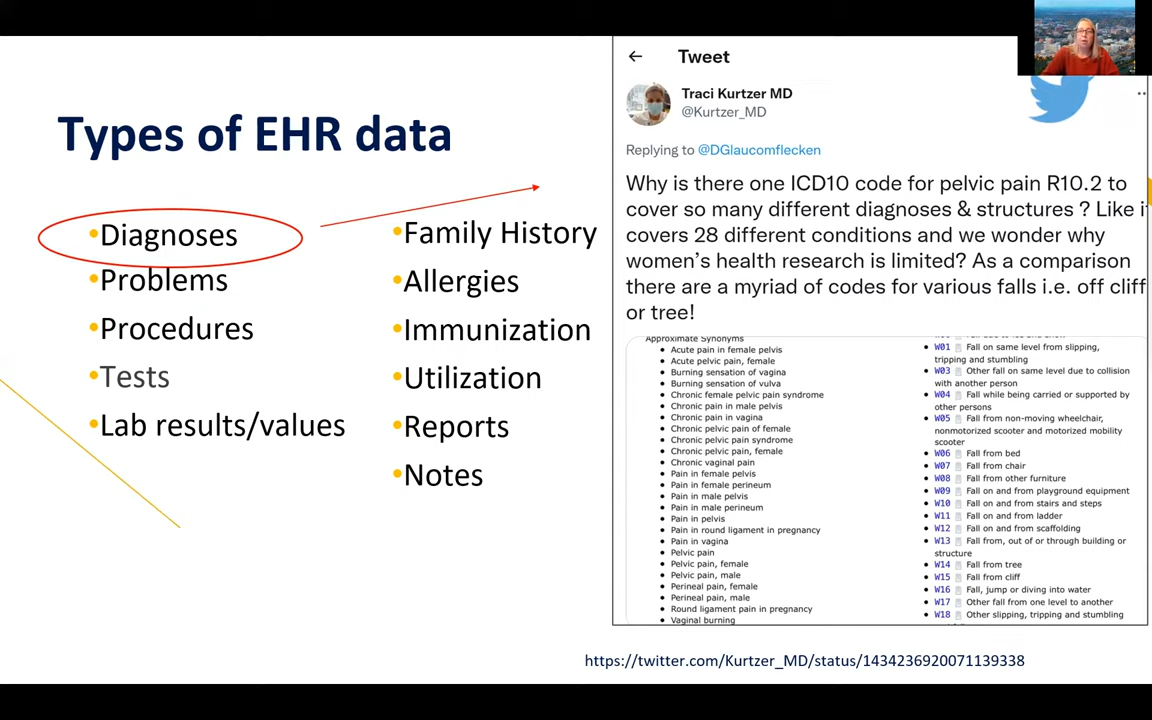 Types of EHR data
•Diagnoses
•Problems
•Procedures
•Tests
•Lab results/values
•Family History
•Allergies
•Immunization
•Utilization
•Reports
•Notes
← Tweet
Traci Kurtzer MD
@Kurtzer_MD
Replying to @DGlaucomflecken
Why is there one ICD10 code for pelvic pain R10.2 to
cover so many different diagnoses & structures ? Like
covers 28 different conditions and we wonder why
women's health research is limited? As a comparison
there are a myriad of codes for various falls i.e. off cliff
or tree!
Approximate Synonyms
• Acute pain in female pelvis
• Acute pelvic pain, female
• Burning sensation of vagina
• Burning sensation of vulva
• Chronic female pelvic pain syndrome
• Chronic pain in male pelvis
• Chronic pain in vagina
• Chronic pelvic pain of female
• Chronic pelvic pain syndrome
• Chronic pelvic pain, female
• Chronic vaginal pain
• Pain in female pelvis
• Pain in female perineum
• Pain in male pelvis
• Pain in male perineum
• Pain in pelvis
• Pain in round ligament in pregnancy
• Pain in vagina
• Pelvic pain
• Pelvic pain, female
• Pelvic pain, male
• Perineal pain, female
• Perineal pain, male
• Round ligament pain in pregnancy
• Vaginal burning
• W01 Fall on same level from slipping,
tripping and stumbling
• W03 Other fall on same level due to collision
with another person
• W04 Fall while being carried or supported by
other persons
• W05 Fall from non-moving wheelchair,
nonmotorized scooter and motorized mobility
scooter
• W06 Fall from bed
• W07 Fall from chair
• W08 Fall from other furniture
• W09 Fall on and from playground equipment
• W10 Fall on and from stairs and steps
• W11 Fall on and from ladder
• W12 Fall on and from scaffolding
• W13 Fall from, out of or through building or
structure
• W14 Fall from tree
• W15 Fall from cliff
• W16 Fall, jump or diving into water
• W17 Other fall from one level to another
• W18 Other slipping, tripping and stumbling
https://twitter.com/Kurtzer_MD/status/1434236920071139338